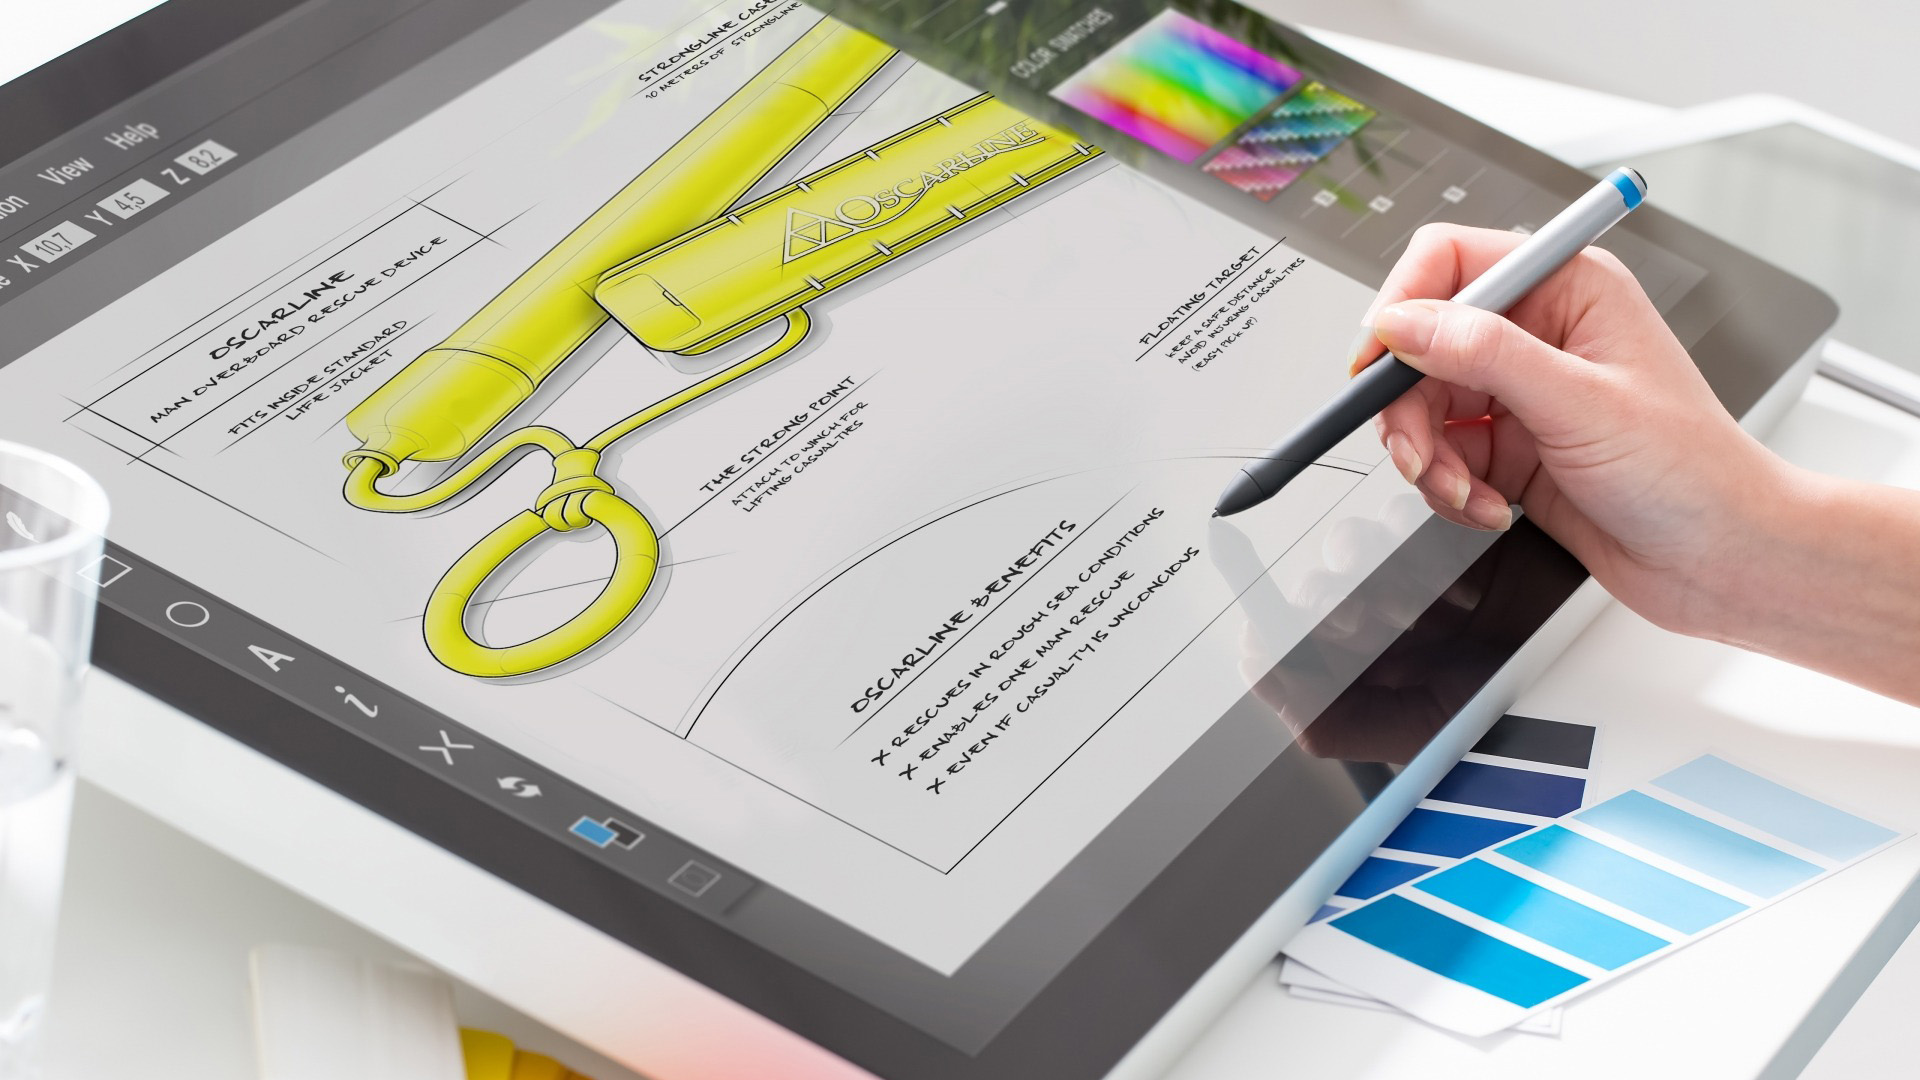 STRONGLINE CASE
10 METERS OF STRONGLINE
COLOR SWATCHES
View Help
X 10,7 Y 4,5 Z 8,2
OSCARLINE
MAN OVERBOARD RESCUE DEVICE
FITS INSIDE STANDARD
LIFE JACKET
OSCARLINE
FLOATING TARGET
KEEP A SAFE DISTANCE
AVOID INJURING CASUALTIES
(EASY PICK UP)
THE STRONG POINT
ATTACH TO WINCH FOR
LIFTING CASUALTIES
OSCARLINE BENEFITS
X RESCUES IN ROUGH SEA CONDITIONS
X ENABLES ONE MAN RESCUE
X EVEN IF CASUALTY IS UNCONCIOUS
A
i